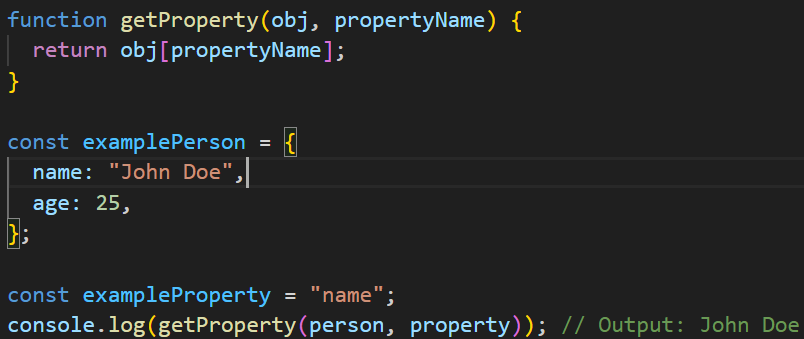 function getProperty(obj, propertyName) {
  return obj[propertyName];
}

const examplePerson = {
  name: "John Doe",
  age: 25,
};

const exampleProperty = "name";
console.log(getProperty(person, property)); // Output: John Doe